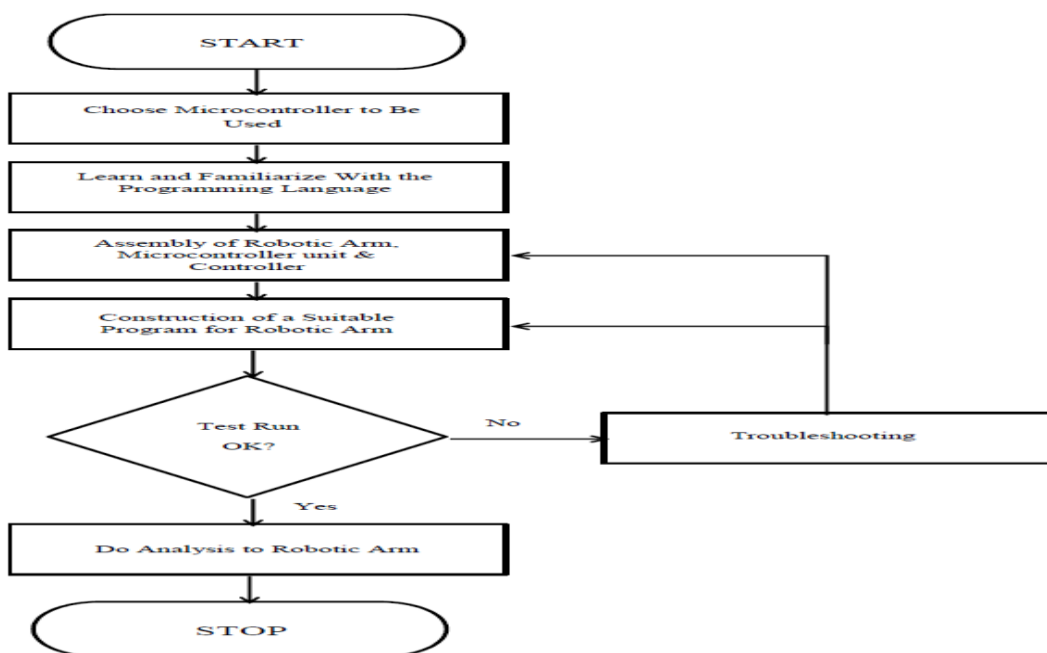 START
Choose Microcontroller to Be
Used
Learn and Familiarize With the
Programming Language
Assembly of Robotic Arm,
Microcontroller unit &
Controller
Construction of a Suitable
Program for Robotic Arm
Test Run
OK?
No
Troubleshooting
Yes
Do Analysis to Robotic Arm
STOP